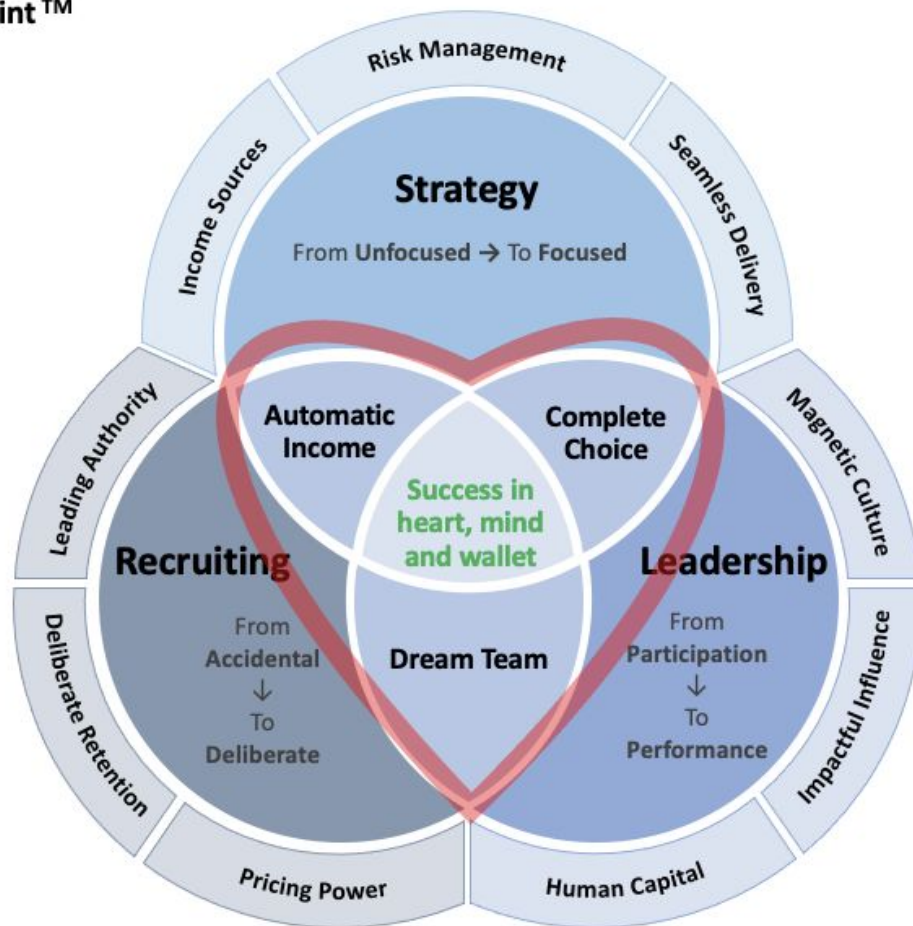 int™
Risk Management
Income Sources
Seamless Delivery
Strategy
From Unfocused → To Focused
Automatic
Income
Complete
Choice
Success in
heart, mind
and wallet
Leading Authority
Magnetic Culture
Recruiting
Leadership
From
Accidental
↓
To
Deliberate
Dream Team
From
Participation
↓
To
Performance
Deliberate Retention
Impactful Influence
Pricing Power
Human Capital